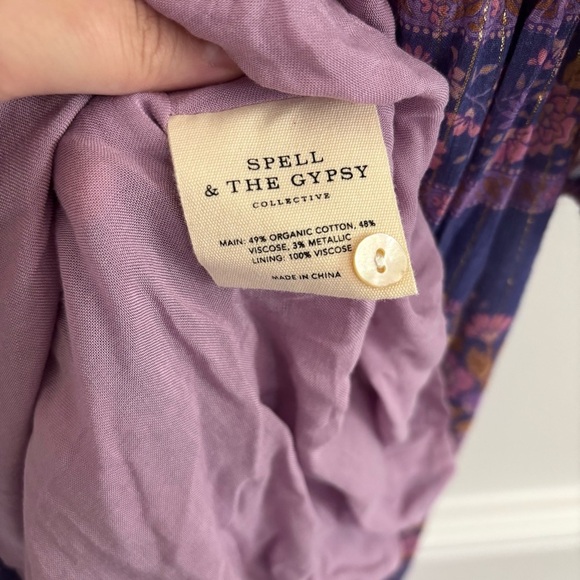 SPELL
& THE GYPSY
COLLECTIVE
MAIN: 49% ORGANIC COTTON, 48%
VISCOSE, 3% METALLIC
LINING: 100% VISCOSE
MADE IN CHINA